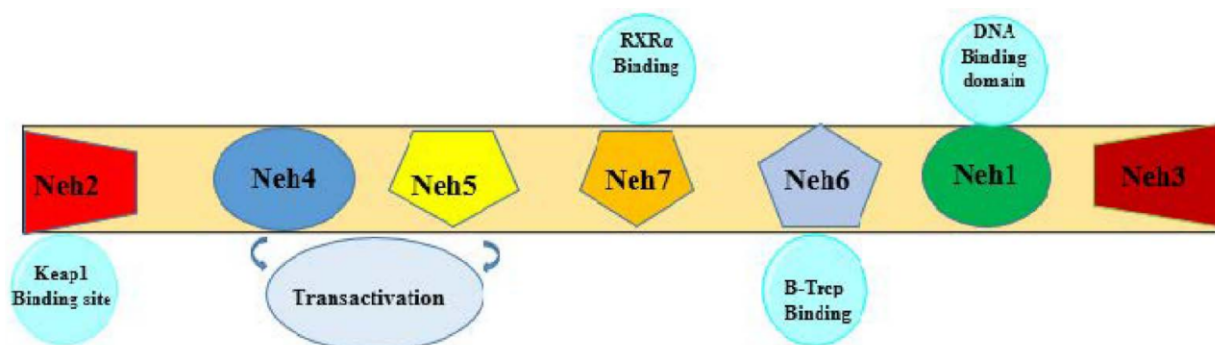 RXRα
Binding
DNA
Binding
domain
Neh2
Neh4
Neh5
Neh7
Neh6
Neh1
Neh3
Keap1
Binding site
Transactivation
B-Trcp
Binding